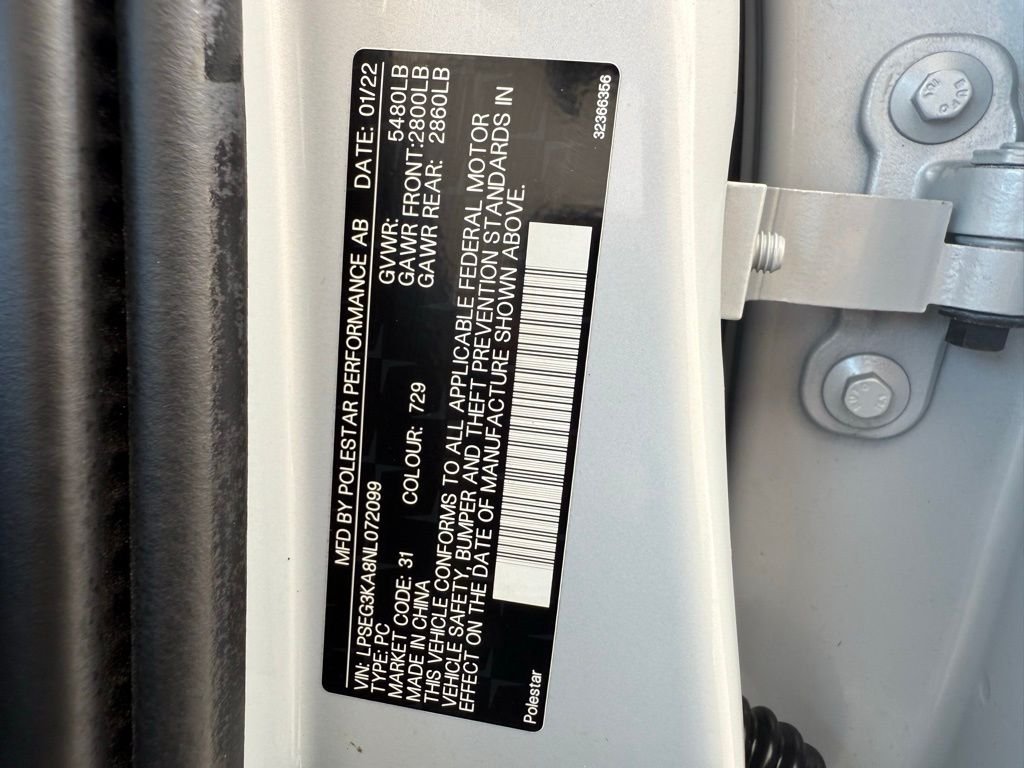 MFD BY POLESTAR PERFORMANCE AB DATE: 01/22
VIN: LPSEG3KA8NL072099
GVWR: 5480LB
TYPE: PC
GAWR FRONT: 2800LB
MARKET CODE: 31 COLOUR: 729 GAWR REAR: 2860LB
MADE IN CHINA
THIS VEHICLE CONFORMS TO ALL APPLICABLE FEDERAL MOTOR
VEHICLE SAFETY, BUMPER AND THEFT PREVENTION STANDARDS IN
EFFECT ON THE DATE OF MANUFACTURE SHOWN ABOVE.
Polestar
32366356